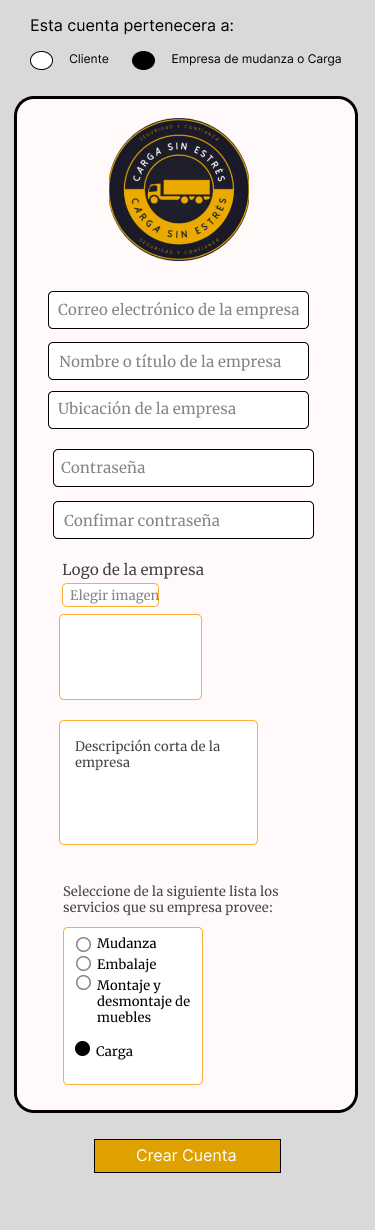 Esta cuenta pertenecera a:
Cliente
Empresa de mudanza o Carga
SEGURIDAD Y CONFIANZA
CARGA SIN ESTRÉS
CARGA SIN ESTRÉS
SEGURIDAD Y CONFIANZA
Correo electrónico de la empresa
Nombre o título de la empresa
Ubicación de la empresa
Contraseña
Confimar contraseña
Logo de la empresa
Elegir imagen
Descripción corta de la
empresa
Seleccione de la siguiente lista los
servicios que su empresa provee:
Mudanza
Embalaje
Montaje y
desmontaje de
muebles
Carga
Crear Cuenta